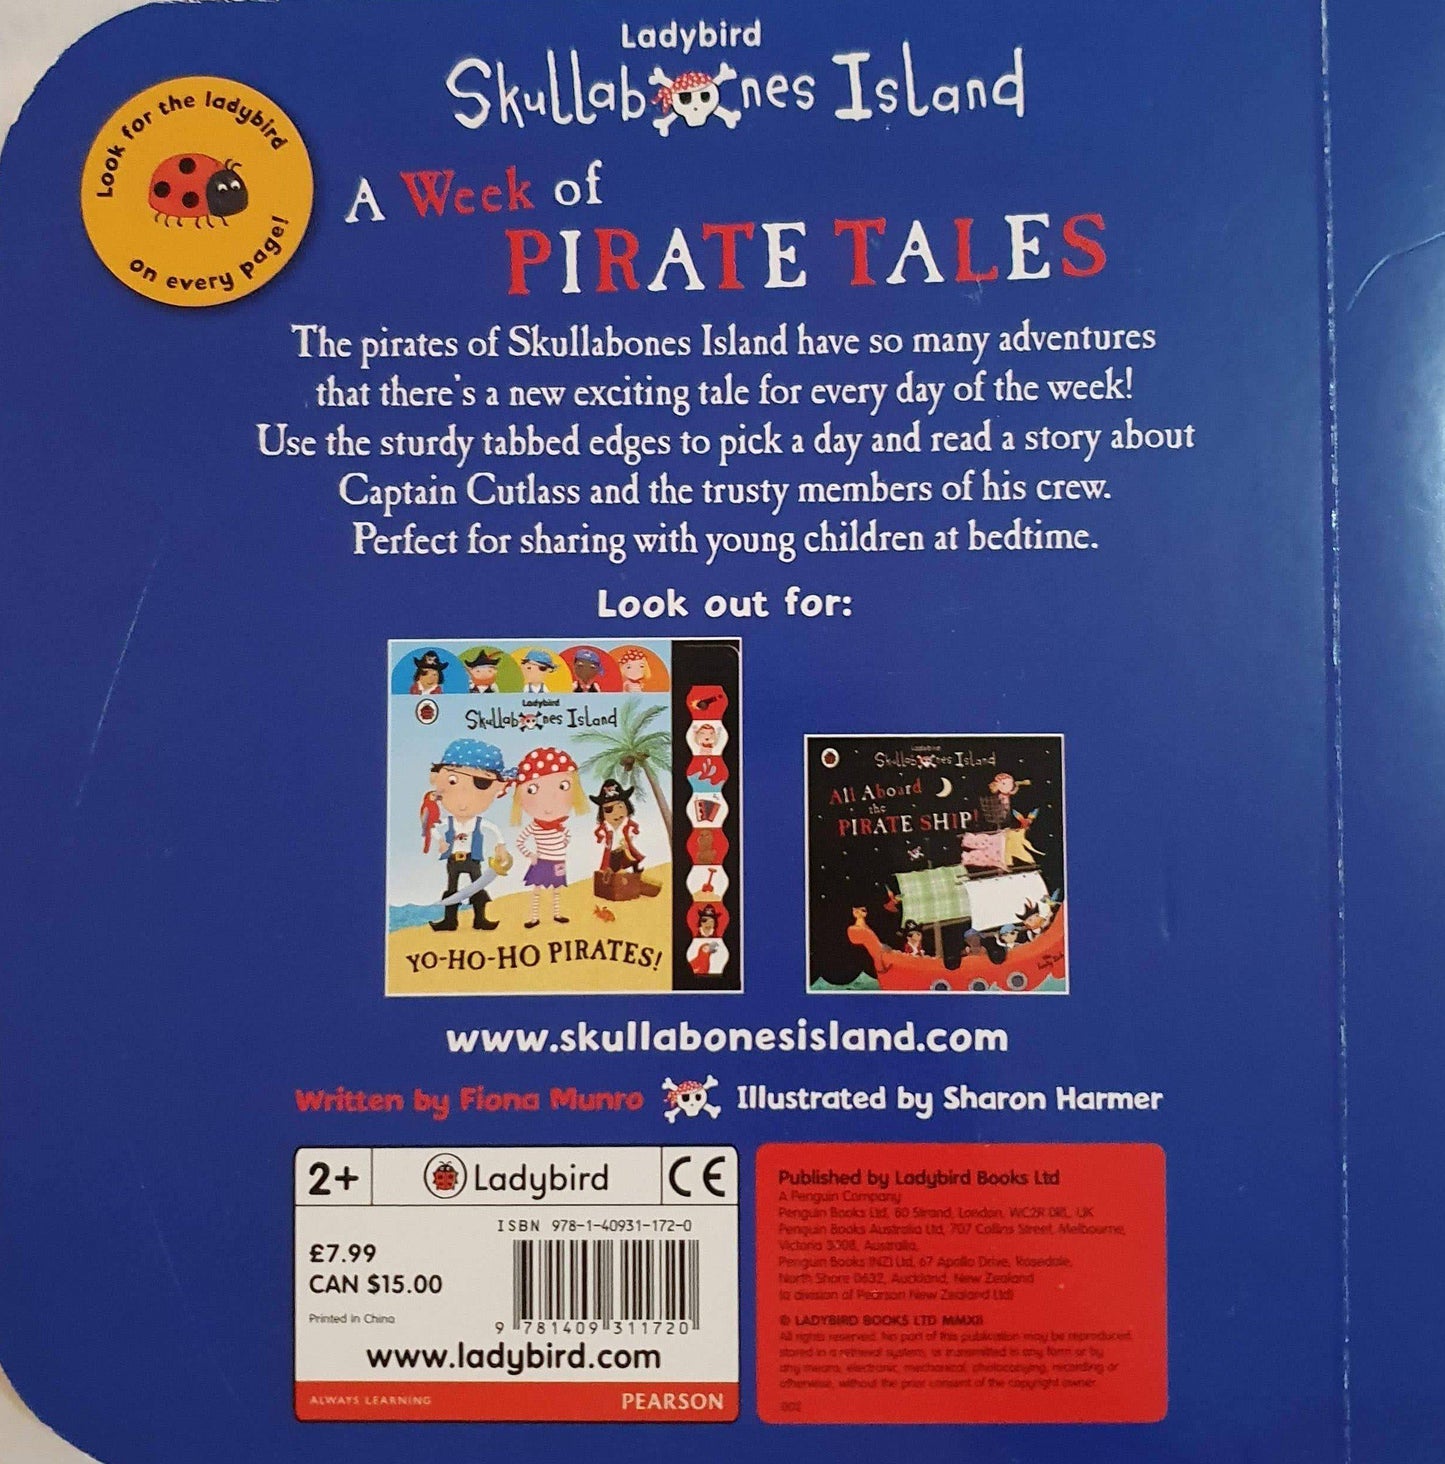 Ladybird
Skullabones Island
Look for the ladybird
on every page!
A Week of
PIRATE TALES
The pirates of Skullabones Island have so many adventures
that there's a new exciting tale for every day of the week!
Use the sturdy tabbed edges to pick a day and read a story about
Captain Cutlass and the trusty members of his crew.
Perfect for sharing with young children at bedtime.
Look out for:
Ladybird
Skullabones Island
YO-HO-HO PIRATES!
Ladybird
Skullabones Island
All Aboard
the
PIRATE SHIP!
www.skullabonesisland.com
Written by Fiona Munro Illustrated by Sharon Harmer
2+ Ladybird CE
ISBN 978-1-40931-172-0
£7.99
CAN $15.00
Printed in China
9 781409 311720
www.ladybird.com
ALWAYS LEARNING PEARSON
Published by Ladybird Books Ltd
A Penguin Company
Penguin Books Ltd, 80 Strand, London, WC2R 0RL, UK
Penguin Books Australia Ltd, 707 Collins Street, Melbourne,
Victoria 3008, Australia,
Penguin Books (NZ) Ltd, 67 Apollo Drive, Rosedale,
North Shore 0632, Auckland, New Zealand
(a division of Pearson New Zealand Ltd)
© LADYBIRD BOOKS LTD MMXII
All rights reserved. No part of this publication may be reproduced,
stored in a retrieval system, or transmitted in any form or by
any means, electronic, mechanical, photocopying, recording or
otherwise, without the prior consent of the copyright owner.
002